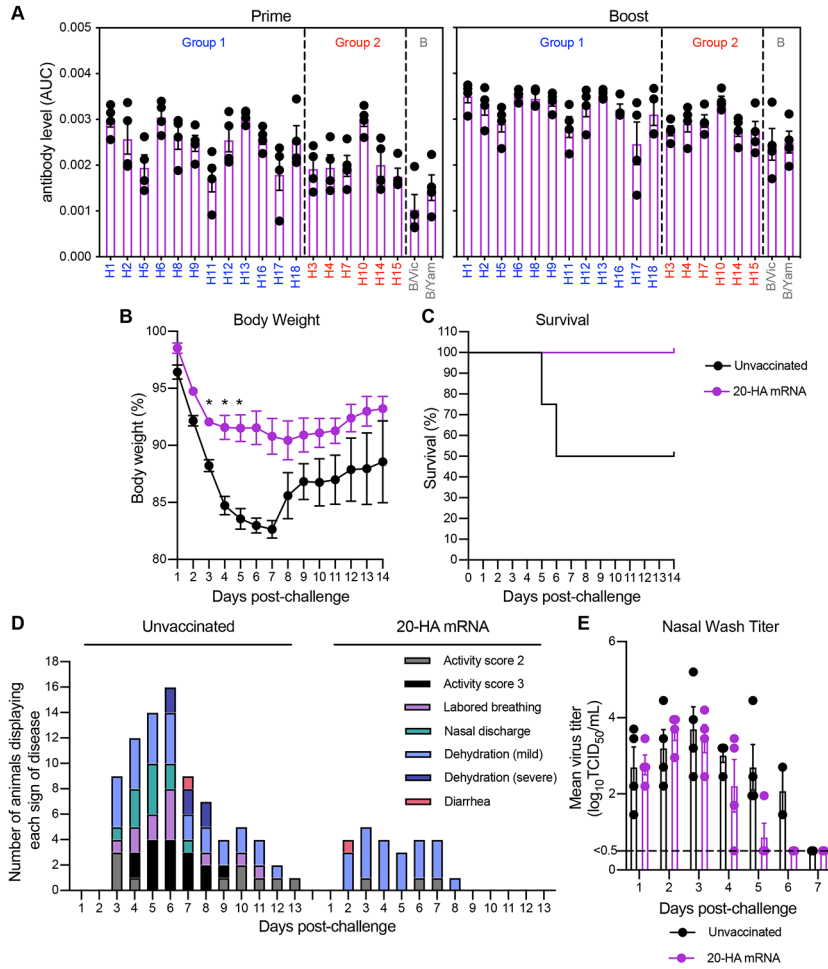 A
Prime
Boost
Group 1
Group 2
B
Group 1
Group 2
B
antibody level (AUC)
0.005
0.004
0.003
0.002
0.001
0.000
H1 H2 H5 H6 H8 H9 H11 H12 H13 H16 H17 H18 H3 H4 H7 H10 H14 H15 B/Vic B/Yam
H1 H2 H5 H6 H8 H9 H11 H12 H13 H16 H17 H18 H3 H4 H7 H10 H14 H15 B/Vic B/Yam
B
Body Weight
Body weight (%)
100
95
90
85
80
* * *
1 2 3 4 5 6 7 8 9 10 11 12 13 14
Days post-challenge
C
Survival
Survival (%)
110
100
90
80
70
60
50
40
30
20
10
0
0 1 2 3 4 5 6 7 8 9 10 11 12 13 14
Days post-challenge
Unvaccinated
20-HA mRNA
D
Unvaccinated
20-HA mRNA
Number of animals displaying
each sign of disease
18
16
14
12
10
8
6
4
2
0
Activity score 2
Activity score 3
Labored breathing
Nasal discharge
Dehydration (mild)
Dehydration (severe)
Diarrhea
1 2 3 4 5 6 7 8 9 10 11 12 13
1 2 3 4 5 6 7 8 9 10 11 12 13
Days post-challenge
E
Nasal Wash Titer
Mean virus titer
(log10TCID50/mL)
6
4
2
<0.5
1 2 3 4 5 6 7
Days post-challenge
Unvaccinated
20-HA mRNA